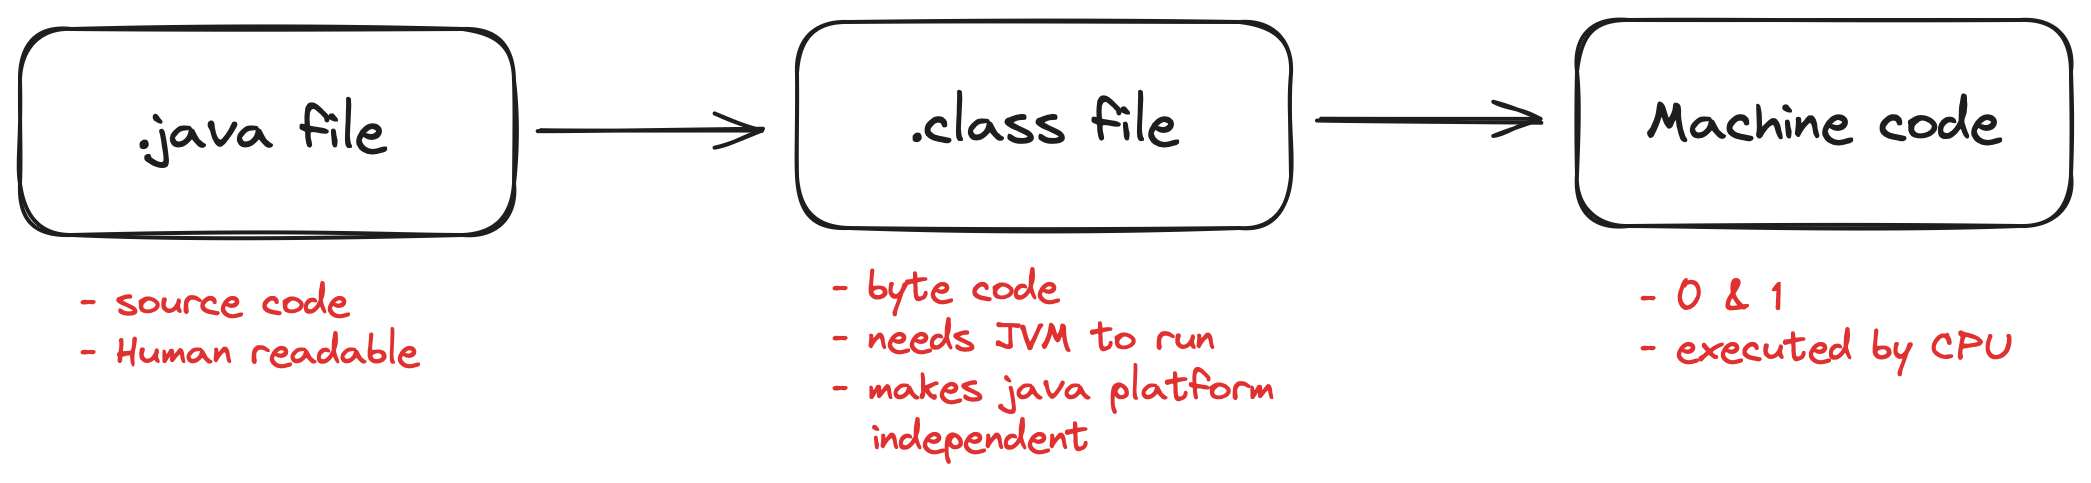 .java file
.class file
Machine code
- source code
- Human readable
- byte code
- needs JVM to run
- makes java platform
independent
- 0 & 1
- executed by CPU